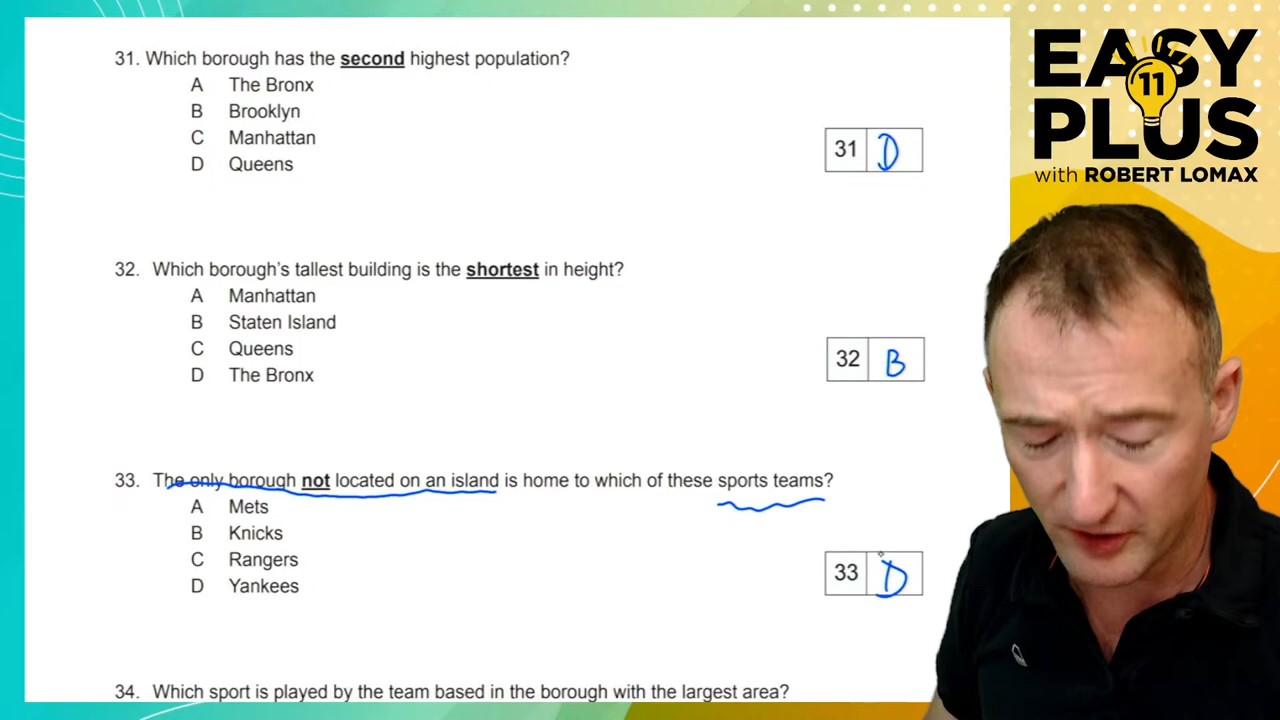 31. Which borough has the second highest population?
A The Bronx
B Brooklyn
C Manhattan
D Queens
31 D
32. Which borough's tallest building is the shortest in height?
A Manhattan
B Staten Island
C Queens
D The Bronx
32 B
33. The only borough not located on an island is home to which of these sports teams?
A Mets
B Knicks
C Rangers
D Yankees
33 D
34. Which sport is played by the team based in the borough with the largest area?
EASY
11
PLUS
with ROBERT LOMAX